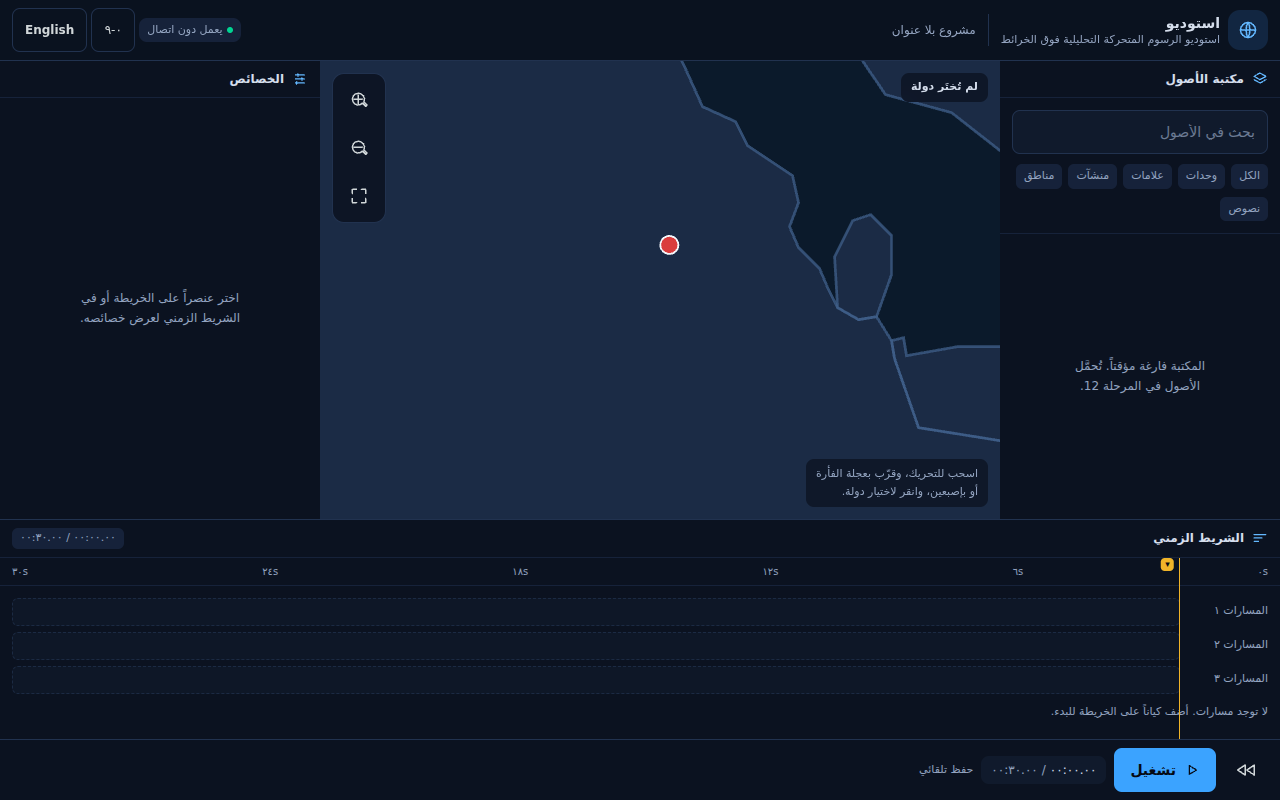 استوديو
استوديو الرسوم المتحركة التحليلية فوق الخرائط
مشروع بلا عنوان
يعمل دون اتصال
٠-٩
English
مكتبة الأصول
بحث في الأصول
الكل
وحدات
علامات
منشآت
مناطق
نصوص
المكتبة فارغة مؤقتاً. تُحمَّل
الأصول في المرحلة 12.
لم تُختَر دولة
اسحب للتحريك، وقرّب بعجلة الفأرة
أو بإصبعين، وانقر لاختيار دولة.
الخصائص
اختر عنصراً على الخريطة أو في
الشريط الزمني لعرض خصائصه.
الشريط الزمني
٠٠:٠٠.٠٠ / ٠٠:٣٠.٠٠
٠s
٦s
١٢s
١٨s
٢٤s
٣٠s
المسارات ١
المسارات ٢
المسارات ٣
لا توجد مسارات. أضف كياناً على الخريطة للبدء.
تشغيل
٠٠:٠٠.٠٠ / ٠٠:٣٠.٠٠
حفظ تلقائي